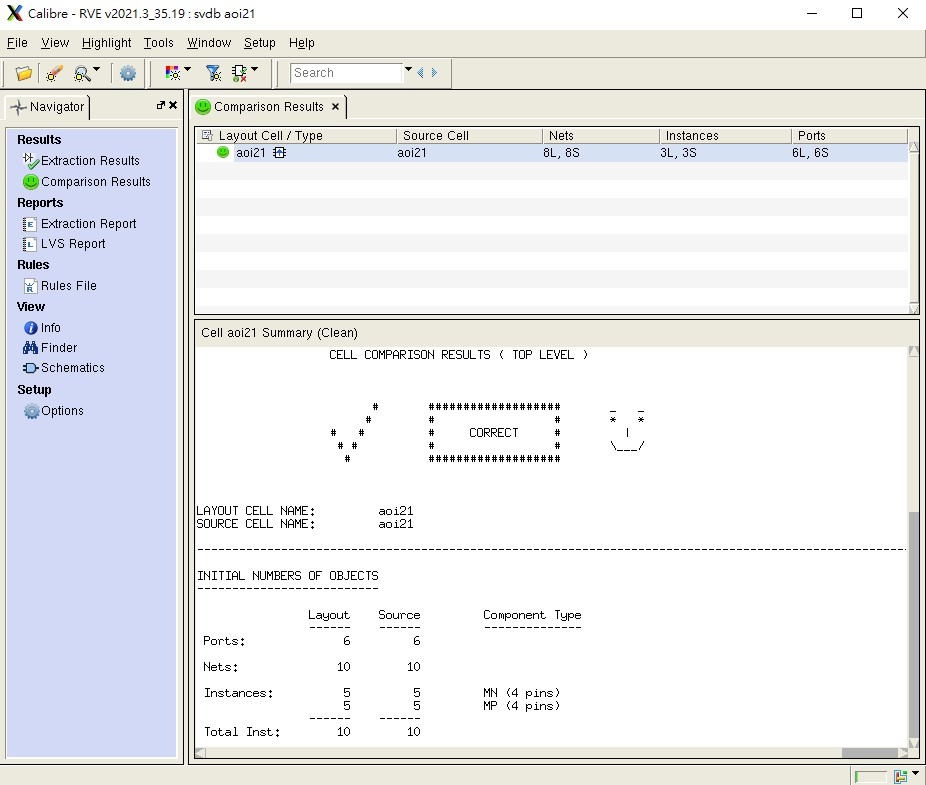 Calibre - RVE v2021.3_35.19 : svdb aoi21
File View Highlight Tools Window Setup Help
Search
Navigator
Results
Extraction Results
Comparison Results
Reports
Extraction Report
LVS Report
Rules
Rules File
View
Info
Finder
Schematics
Setup
Options
Comparison Results
Layout Cell / Type Source Cell Nets Instances Ports
aoi21 aoi21 8L, 8S 3L, 3S 6L, 6S
Cell aoi21 Summary (Clean)
CELL COMPARISON RESULTS ( TOP LEVEL )
# ################### _ _
# # # * *
# # # CORRECT # |
# # # # \___/
# ###################
LAYOUT CELL NAME: aoi21
SOURCE CELL NAME: aoi21
INITIAL NUMBERS OF OBJECTS
Layout Source Component Type
Ports: 6 6
Nets: 10 10
Instances: 5 5 MN (4 pins)
5 5 MP (4 pins)
Total Inst: 10 10